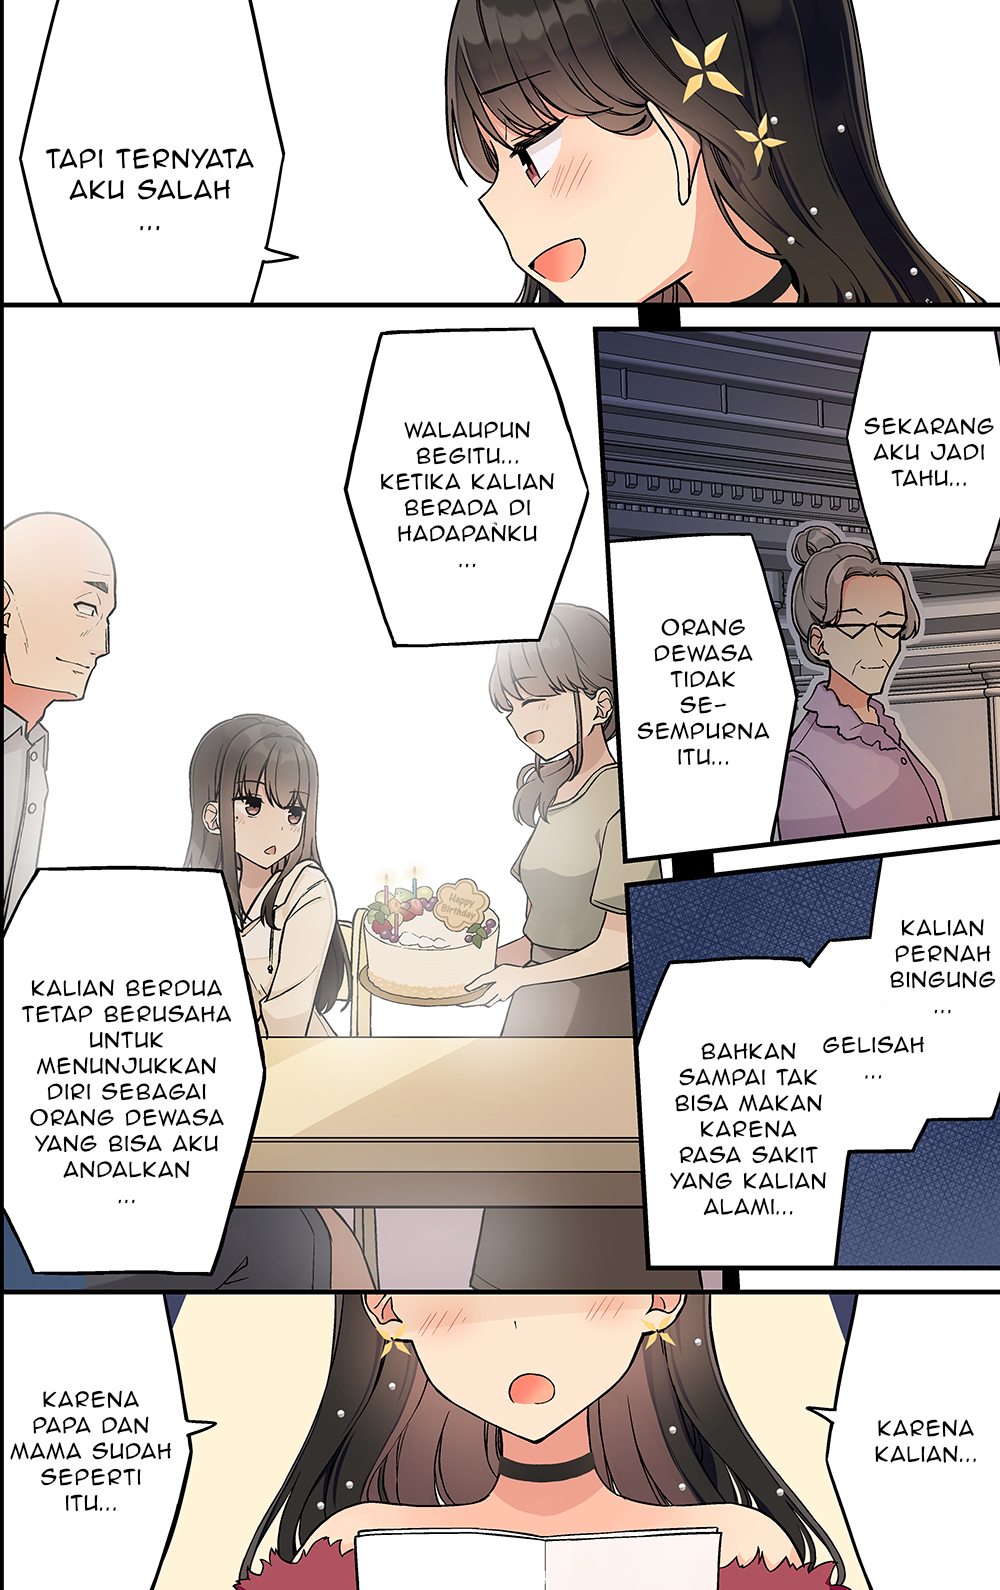 TAPI TERNYATA
AKU SALAH
...
SEKARANG
AKU JADI
TAHU...
ORANG
DEWASA
TIDAK
SE-
SEMPURNA
ITU...
KALIAN
PERNAH
BINGUNG
...
GELISAH
...
BAHKAN
SAMPAI TAK
BISA MAKAN
KARENA
RASA SAKIT
YANG KALIAN
ALAMI...
WALAUPUN
BEGITU...
KETIKA KALIAN
BERADA DI
HADAPANKU
...
Happy
Birthday
KALIAN BERDUA
TETAP BERUSAHA
UNTUK
MENUNJUKKAN
DIRI SEBAGAI
ORANG DEWASA
YANG BISA AKU
ANDALKAN
...
KARENA
KALIAN...
KARENA
PAPA DAN
MAMA SUDAH
SEPERTI
ITU...